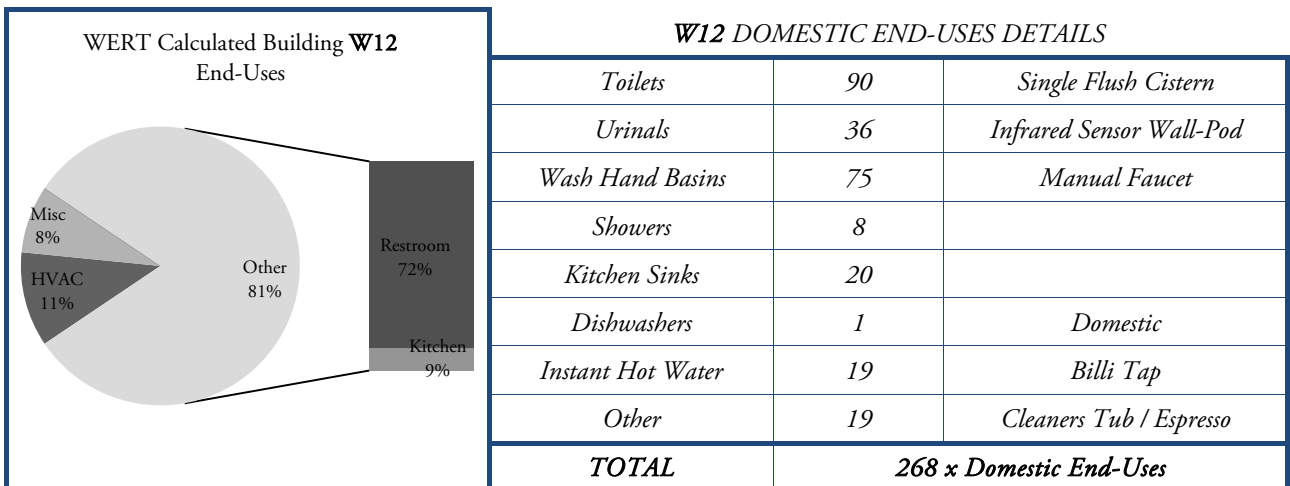 WERT Calculated Building W12
End-Uses
Misc
8%
HVAC
11%
Other
81%
Restroom
72%
Kitchen
9%
W12 DOMESTIC END-USES DETAILS
Toilets 90 Single Flush Cistern
Urinals 36 Infrared Sensor Wall-Pod
Wash Hand Basins 75 Manual Faucet
Showers 8
Kitchen Sinks 20
Dishwashers 1 Domestic
Instant Hot Water 19 Billi Tap
Other 19 Cleaners Tub / Espresso
TOTAL 268 x Domestic End-Uses